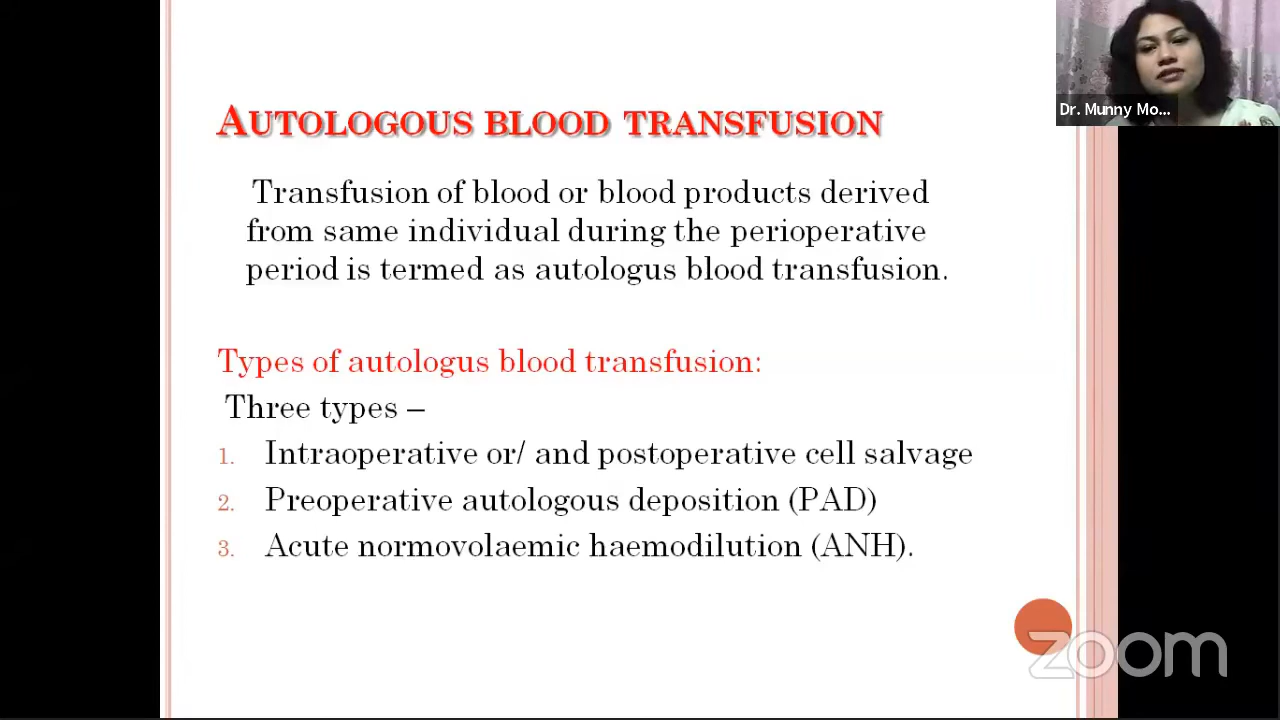 AUTOLOGOUS BLOOD TRANSFUSION
Dr. Munny Mo...
Transfusion of blood or blood products derived
from same individual during the perioperative
period is termed as autologus blood transfusion.
Types of autologus blood transfusion:
Three types –
1. Intraoperative or/ and postoperative cell salvage
2. Preoperative autologous deposition (PAD)
3. Acute normovolaemic haemodilution (ANH).
zoom